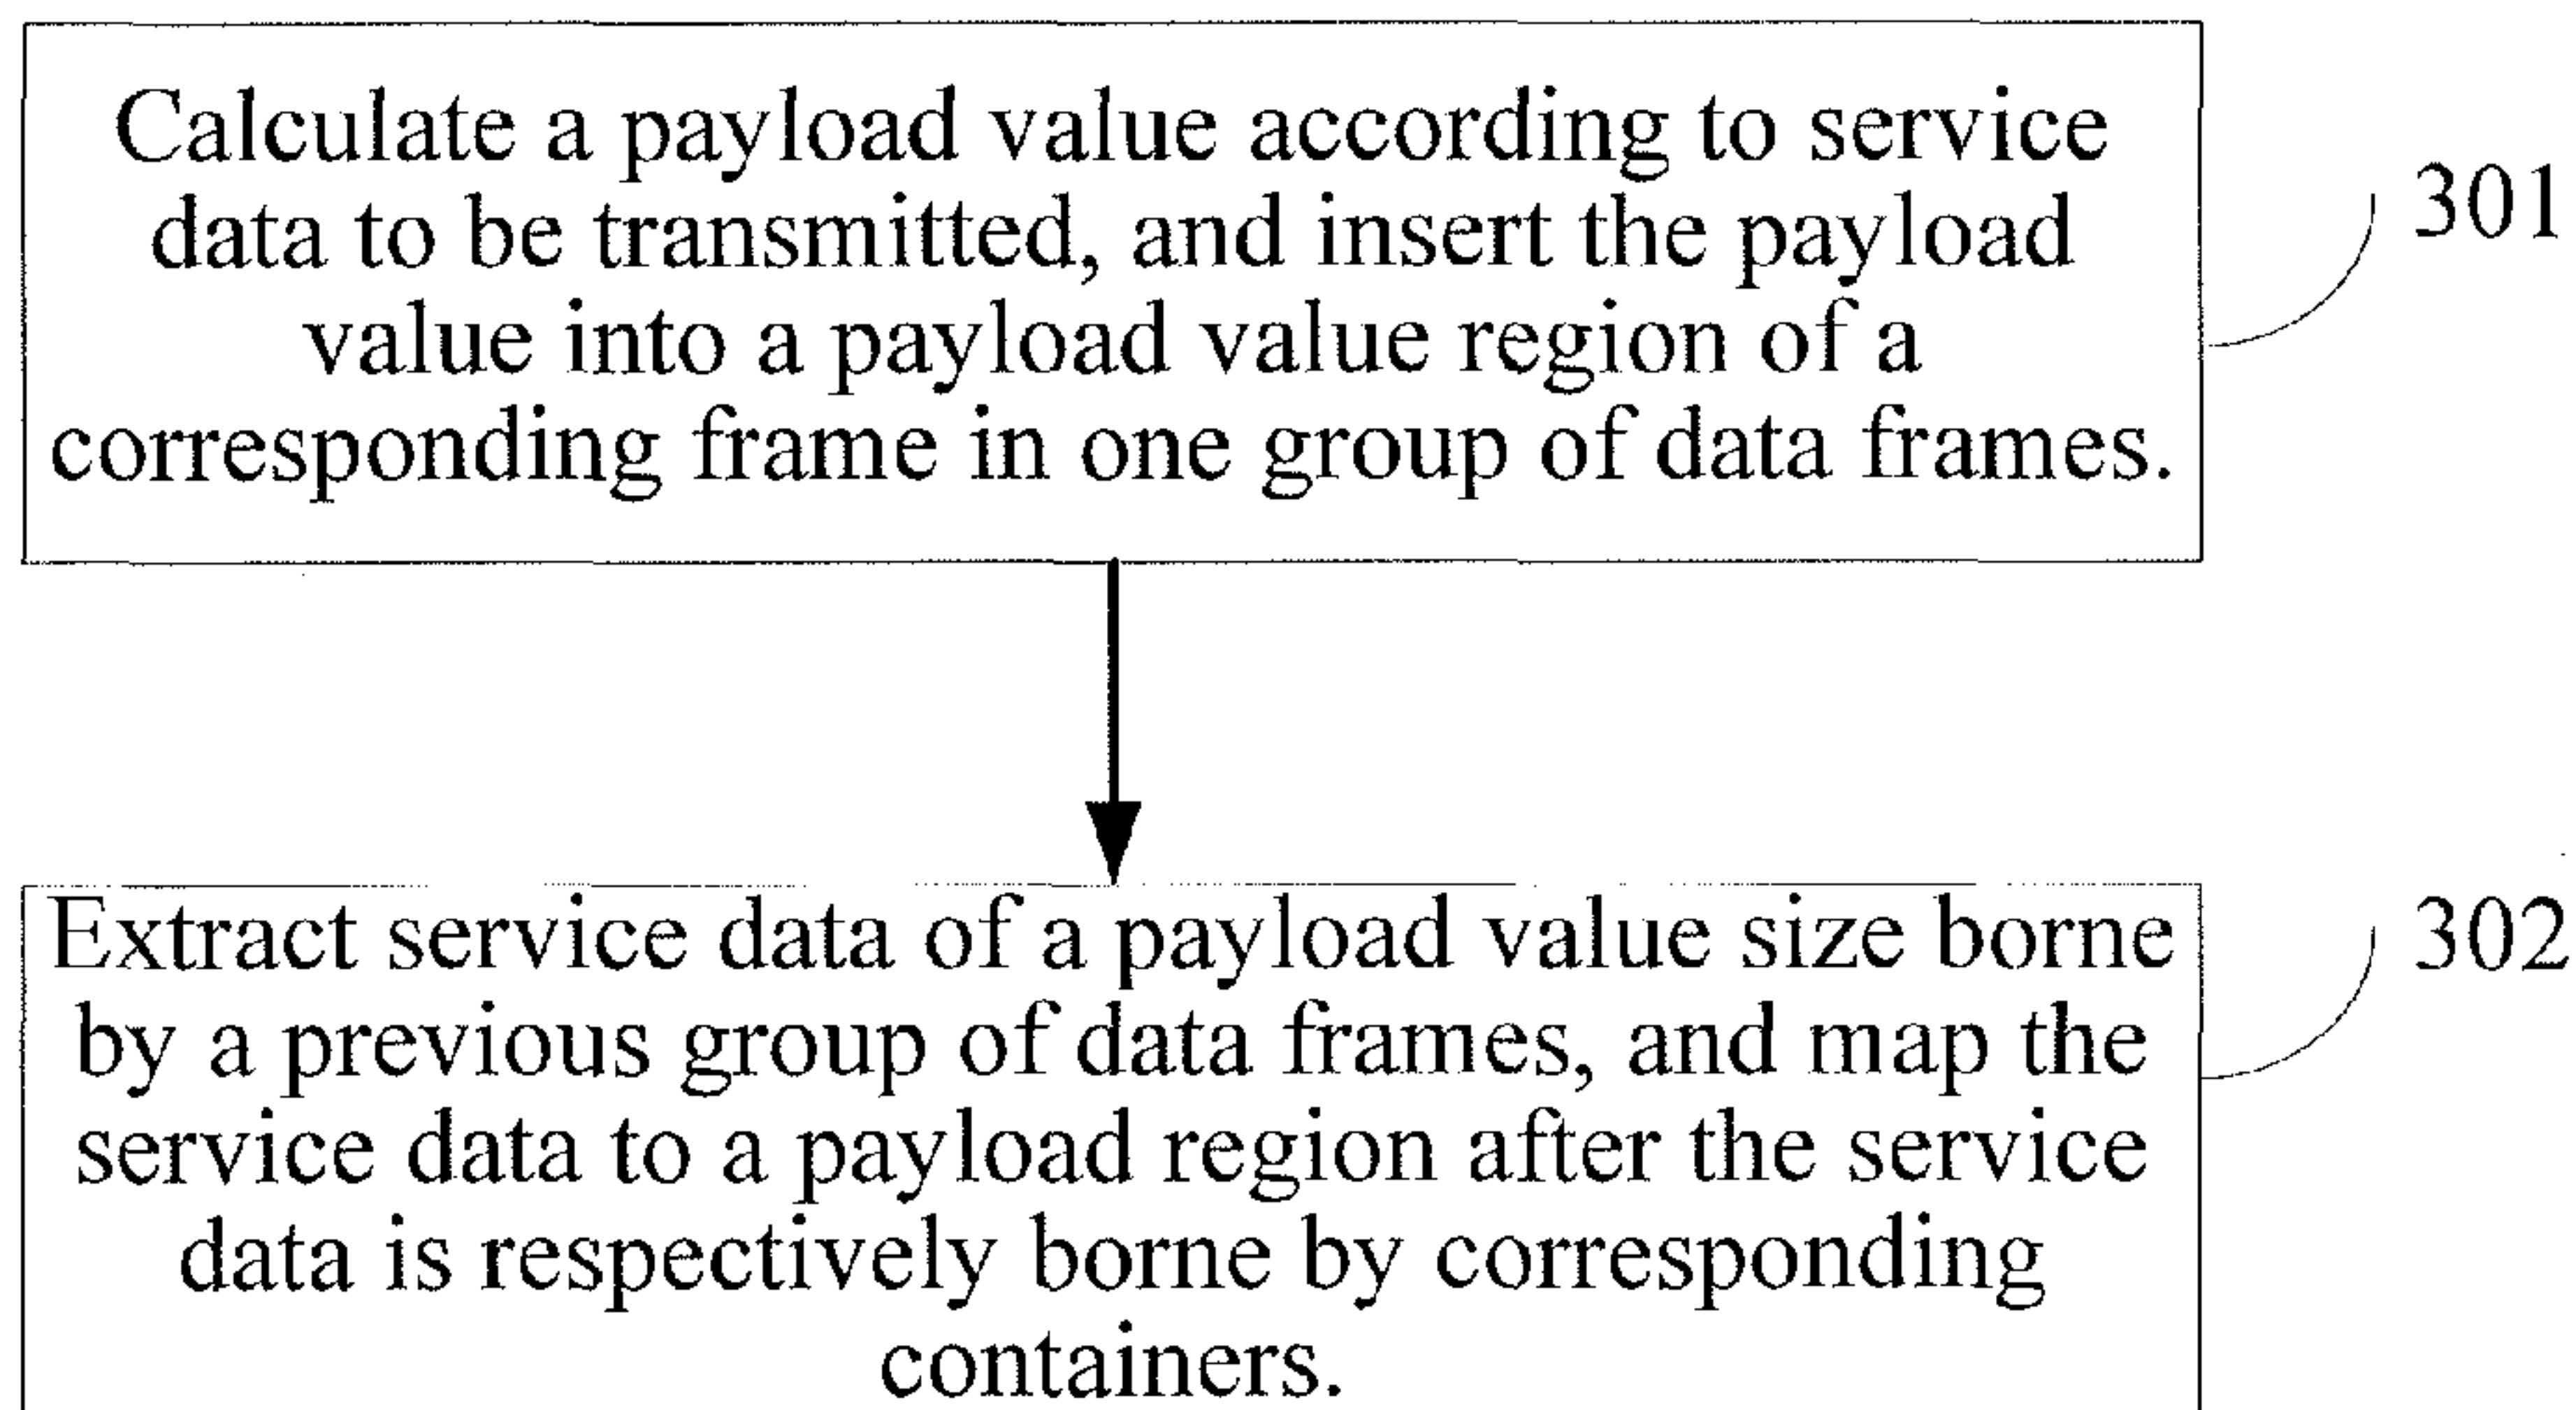 Calculate a payload value according to service
data to be transmitted, and insert the payload
value into a payload value region of a
corresponding frame in one group of data frames.
301
Extract service data of a payload value size borne
by a previous group of data frames, and map the
service data to a payload region after the service
data is respectively borne by corresponding
containers.
302